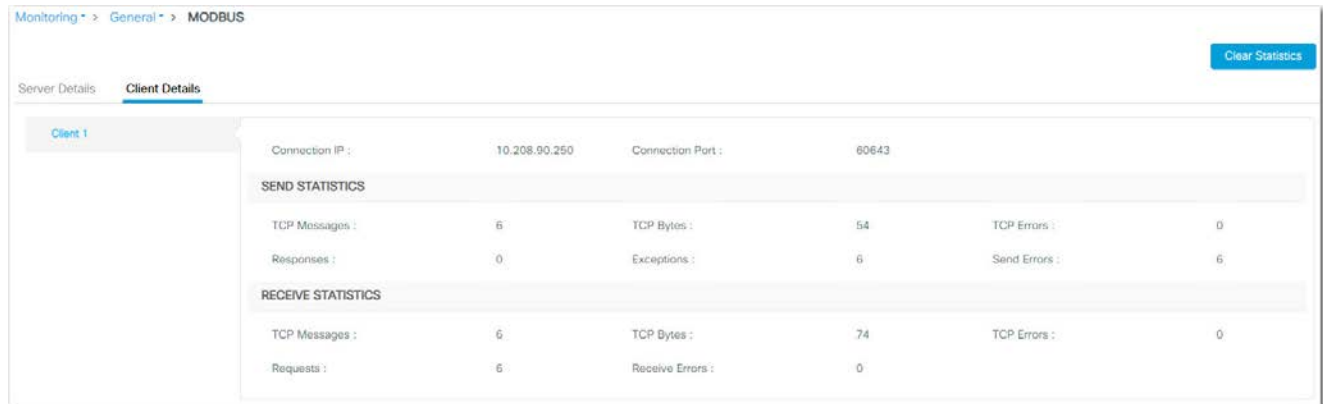 Monitoring > General > MODBUS
Clear Statistics
Server Details Client Details
Client 1
Connection IP : 10.208.90.250 Connection Port : 60643
SEND STATISTICS
TCP Messages : 6 TCP Bytes : 54 TCP Errors : 0
Responses : 0 Exceptions : 6 Send Errors : 6
RECEIVE STATISTICS
TCP Messages : 6 TCP Bytes : 74 TCP Errors : 0
Requests : 6 Receive Errors : 0